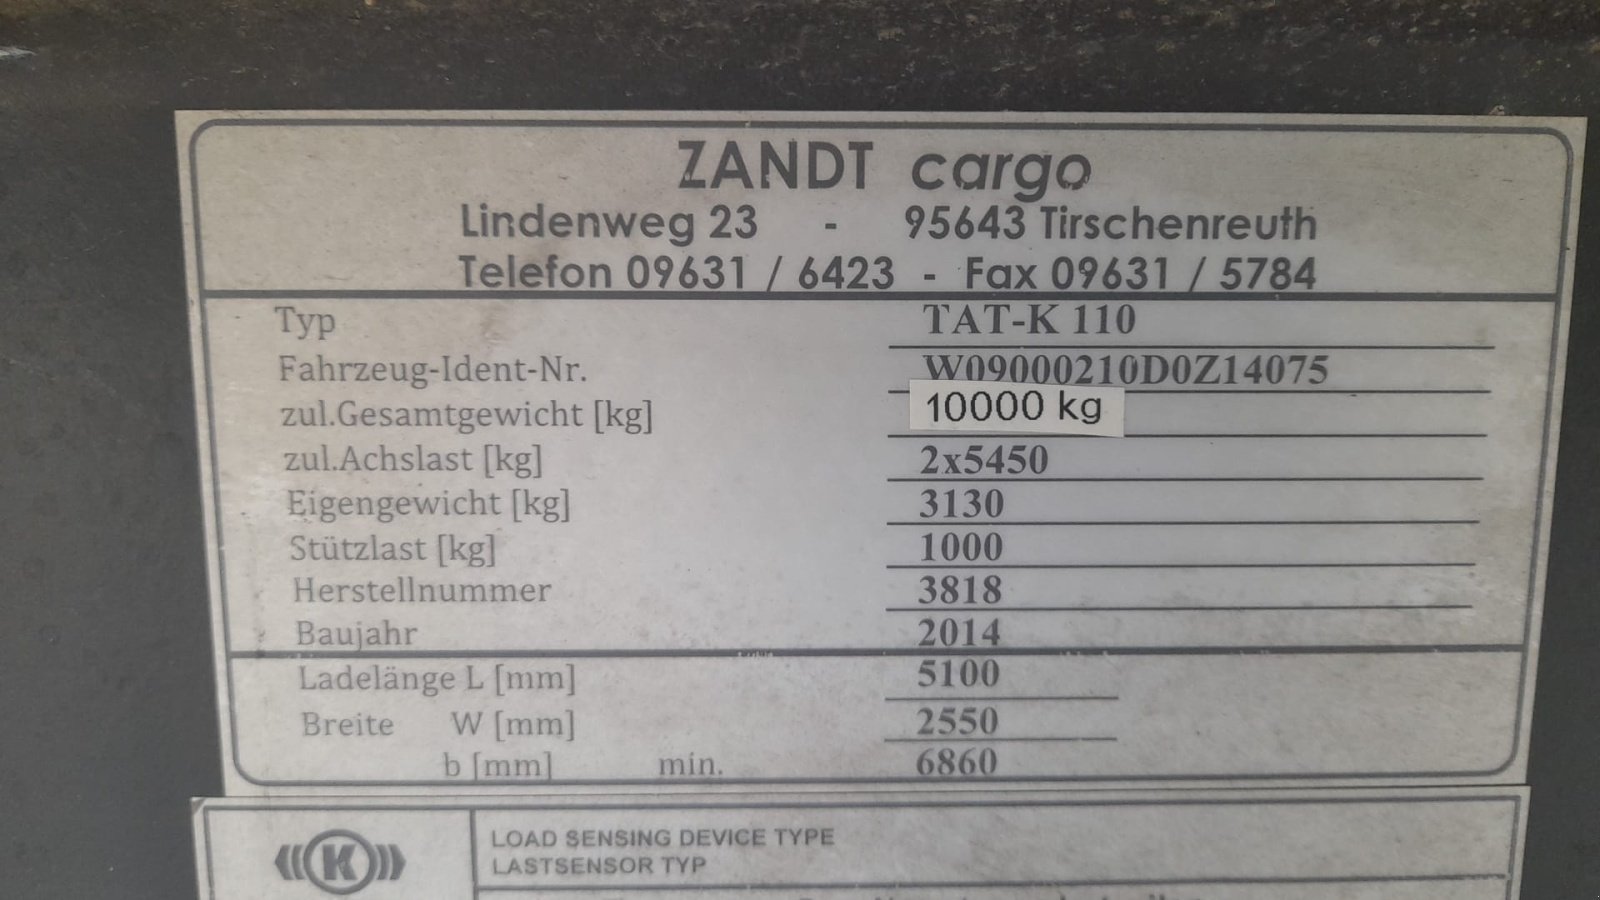 ZANDT cargo
Lindenweg 23 - 95643 Tirschenreuth
Telefon 09631 / 6423 - Fax 09631 / 5784
Typ TAT-K 110
Fahrzeug-Ident-Nr. W09000210D0Z14075
zul.Gesamtgewicht [kg] 10000 kg
zul.Achslast [kg] 2x5450
Eigengewicht [kg] 3130
Stützlast [kg] 1000
Herstellnummer 3818
Baujahr 2014
Ladelänge L [mm] 5100
Breite W [mm] 2550
b [mm] min. 6860
K
LOAD SENSING DEVICE TYPE
LASTSENSOR TYP